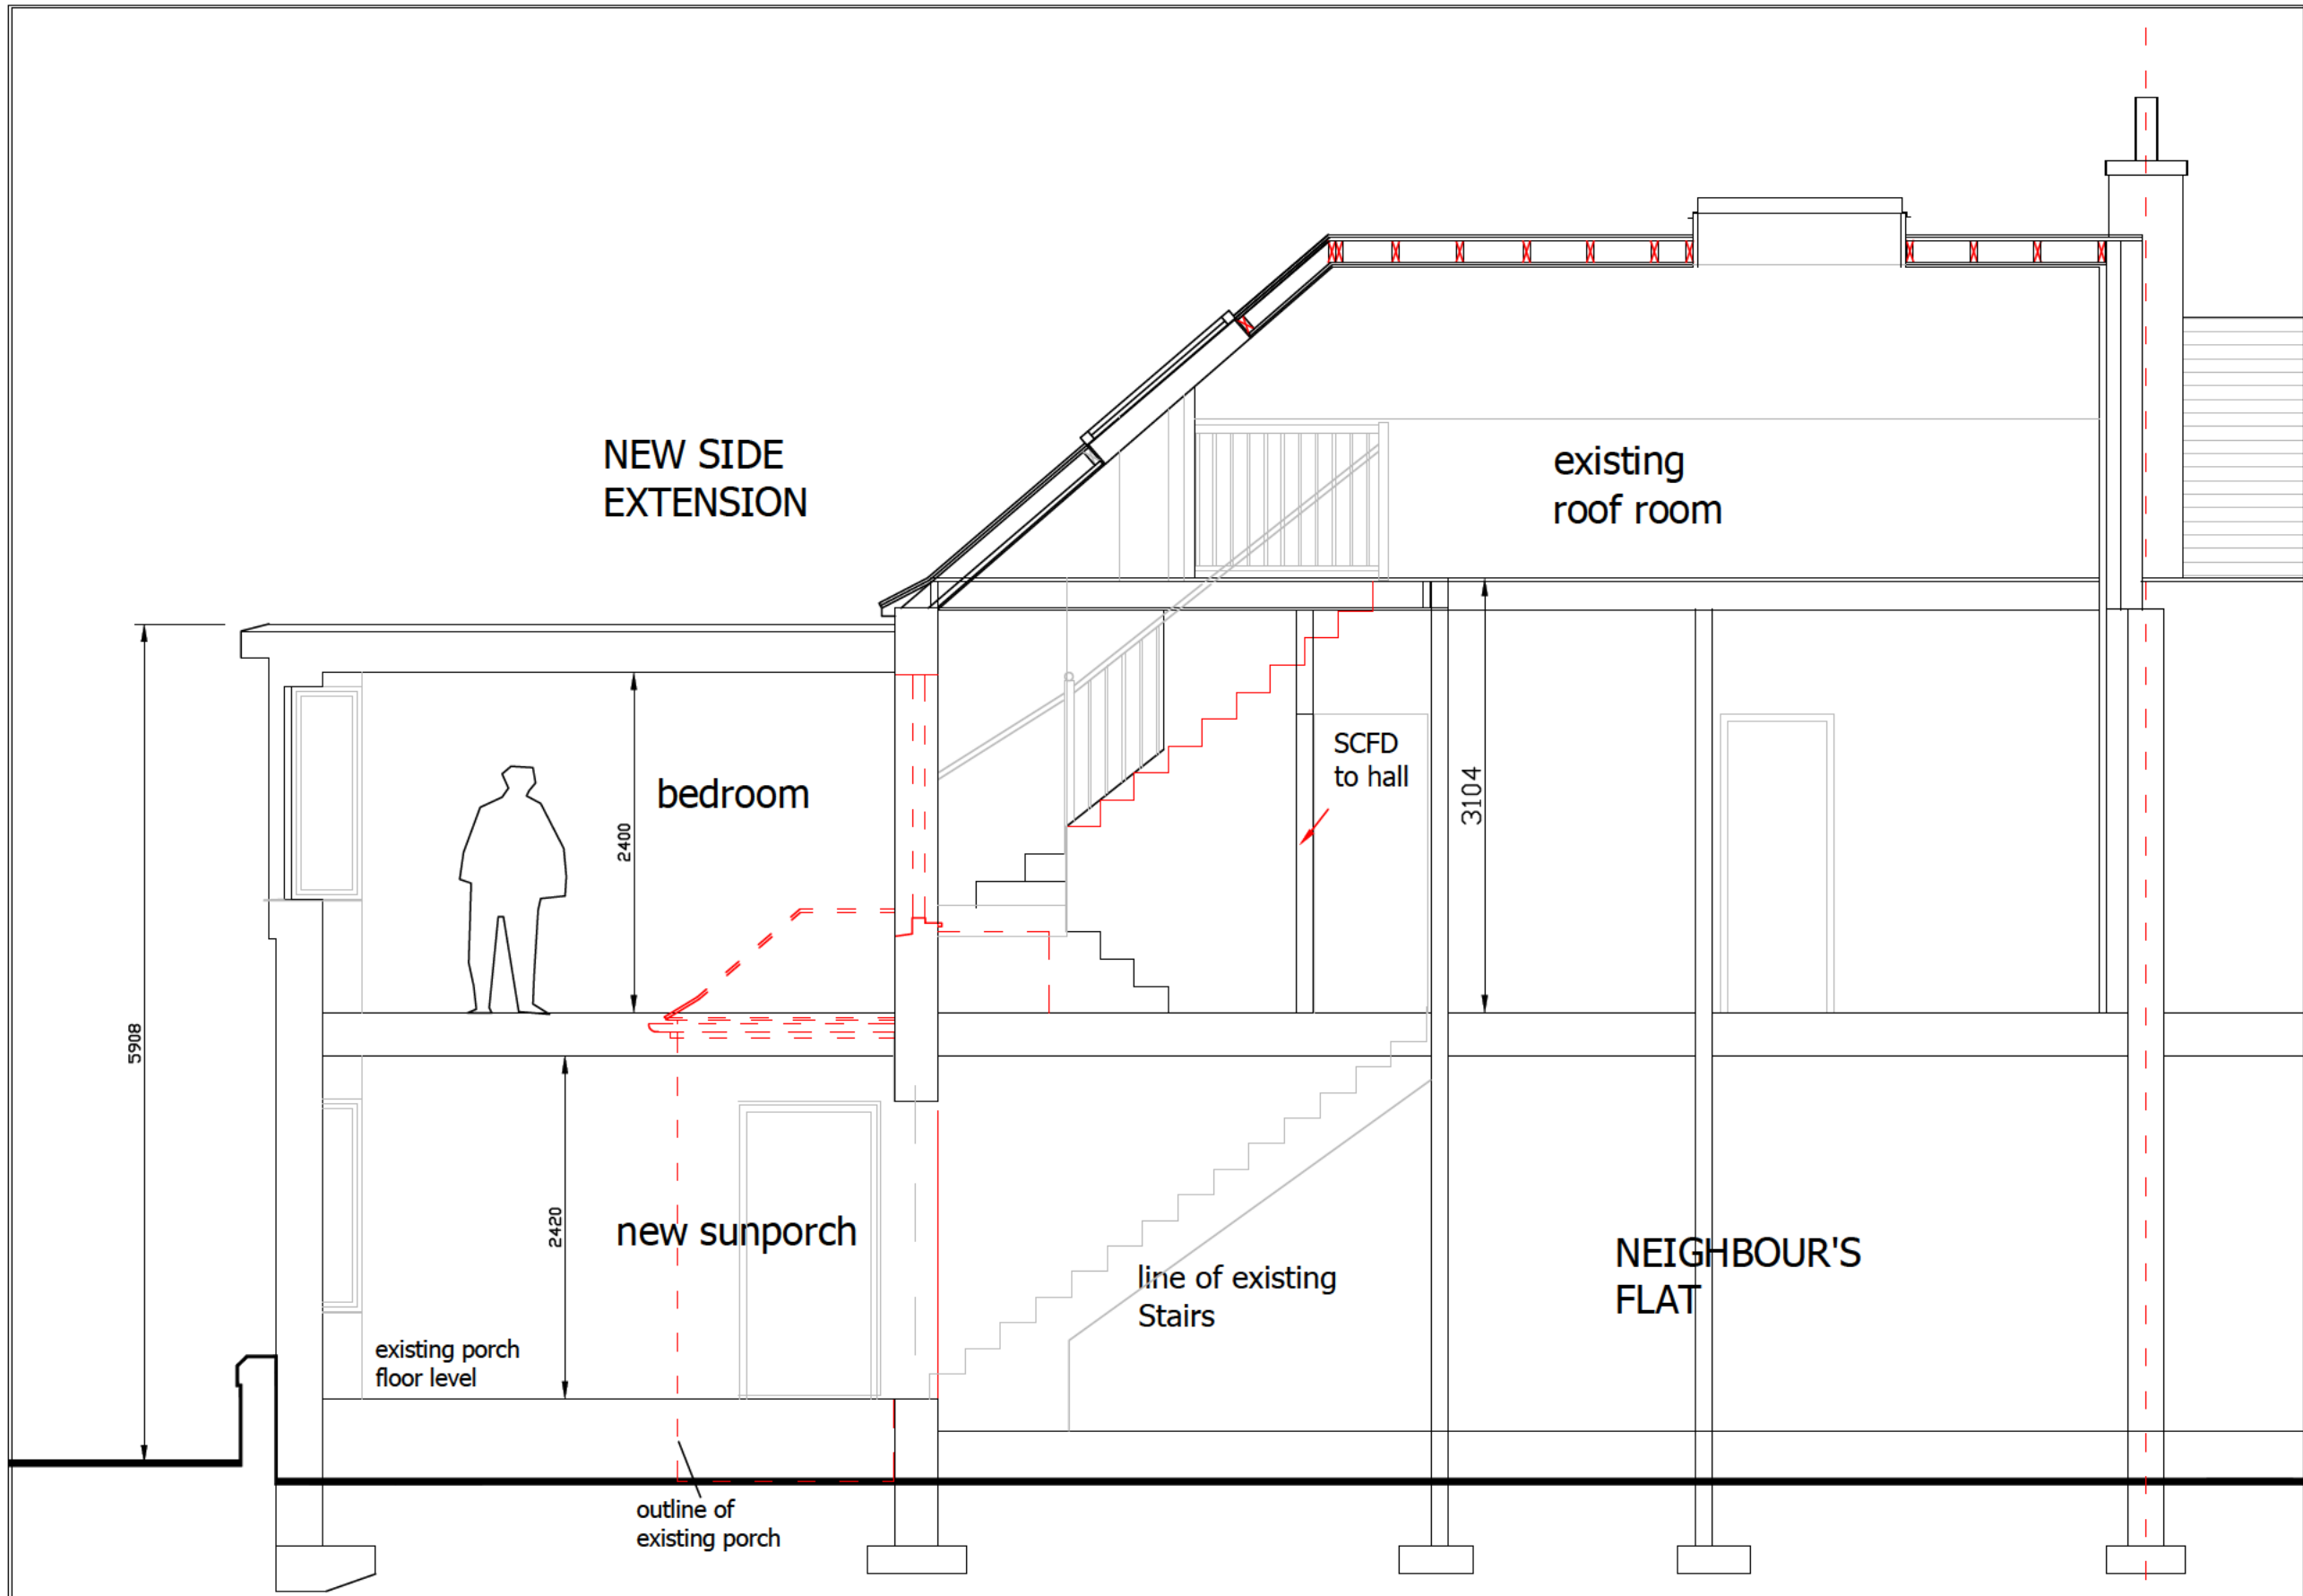 NEW SIDE
EXTENSION
existing
roof room
bedroom
2400
SCFD
to hall
3104
5908
2420
new sunporch
line of existing
Stairs
NEIGHBOUR'S
FLAT
existing porch
floor level
outline of
existing porch